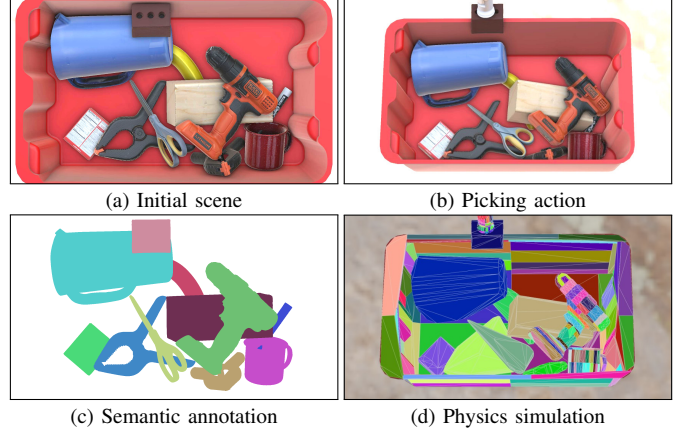 (a) Initial scene
(b) Picking action
(c) Semantic annotation
(d) Physics simulation